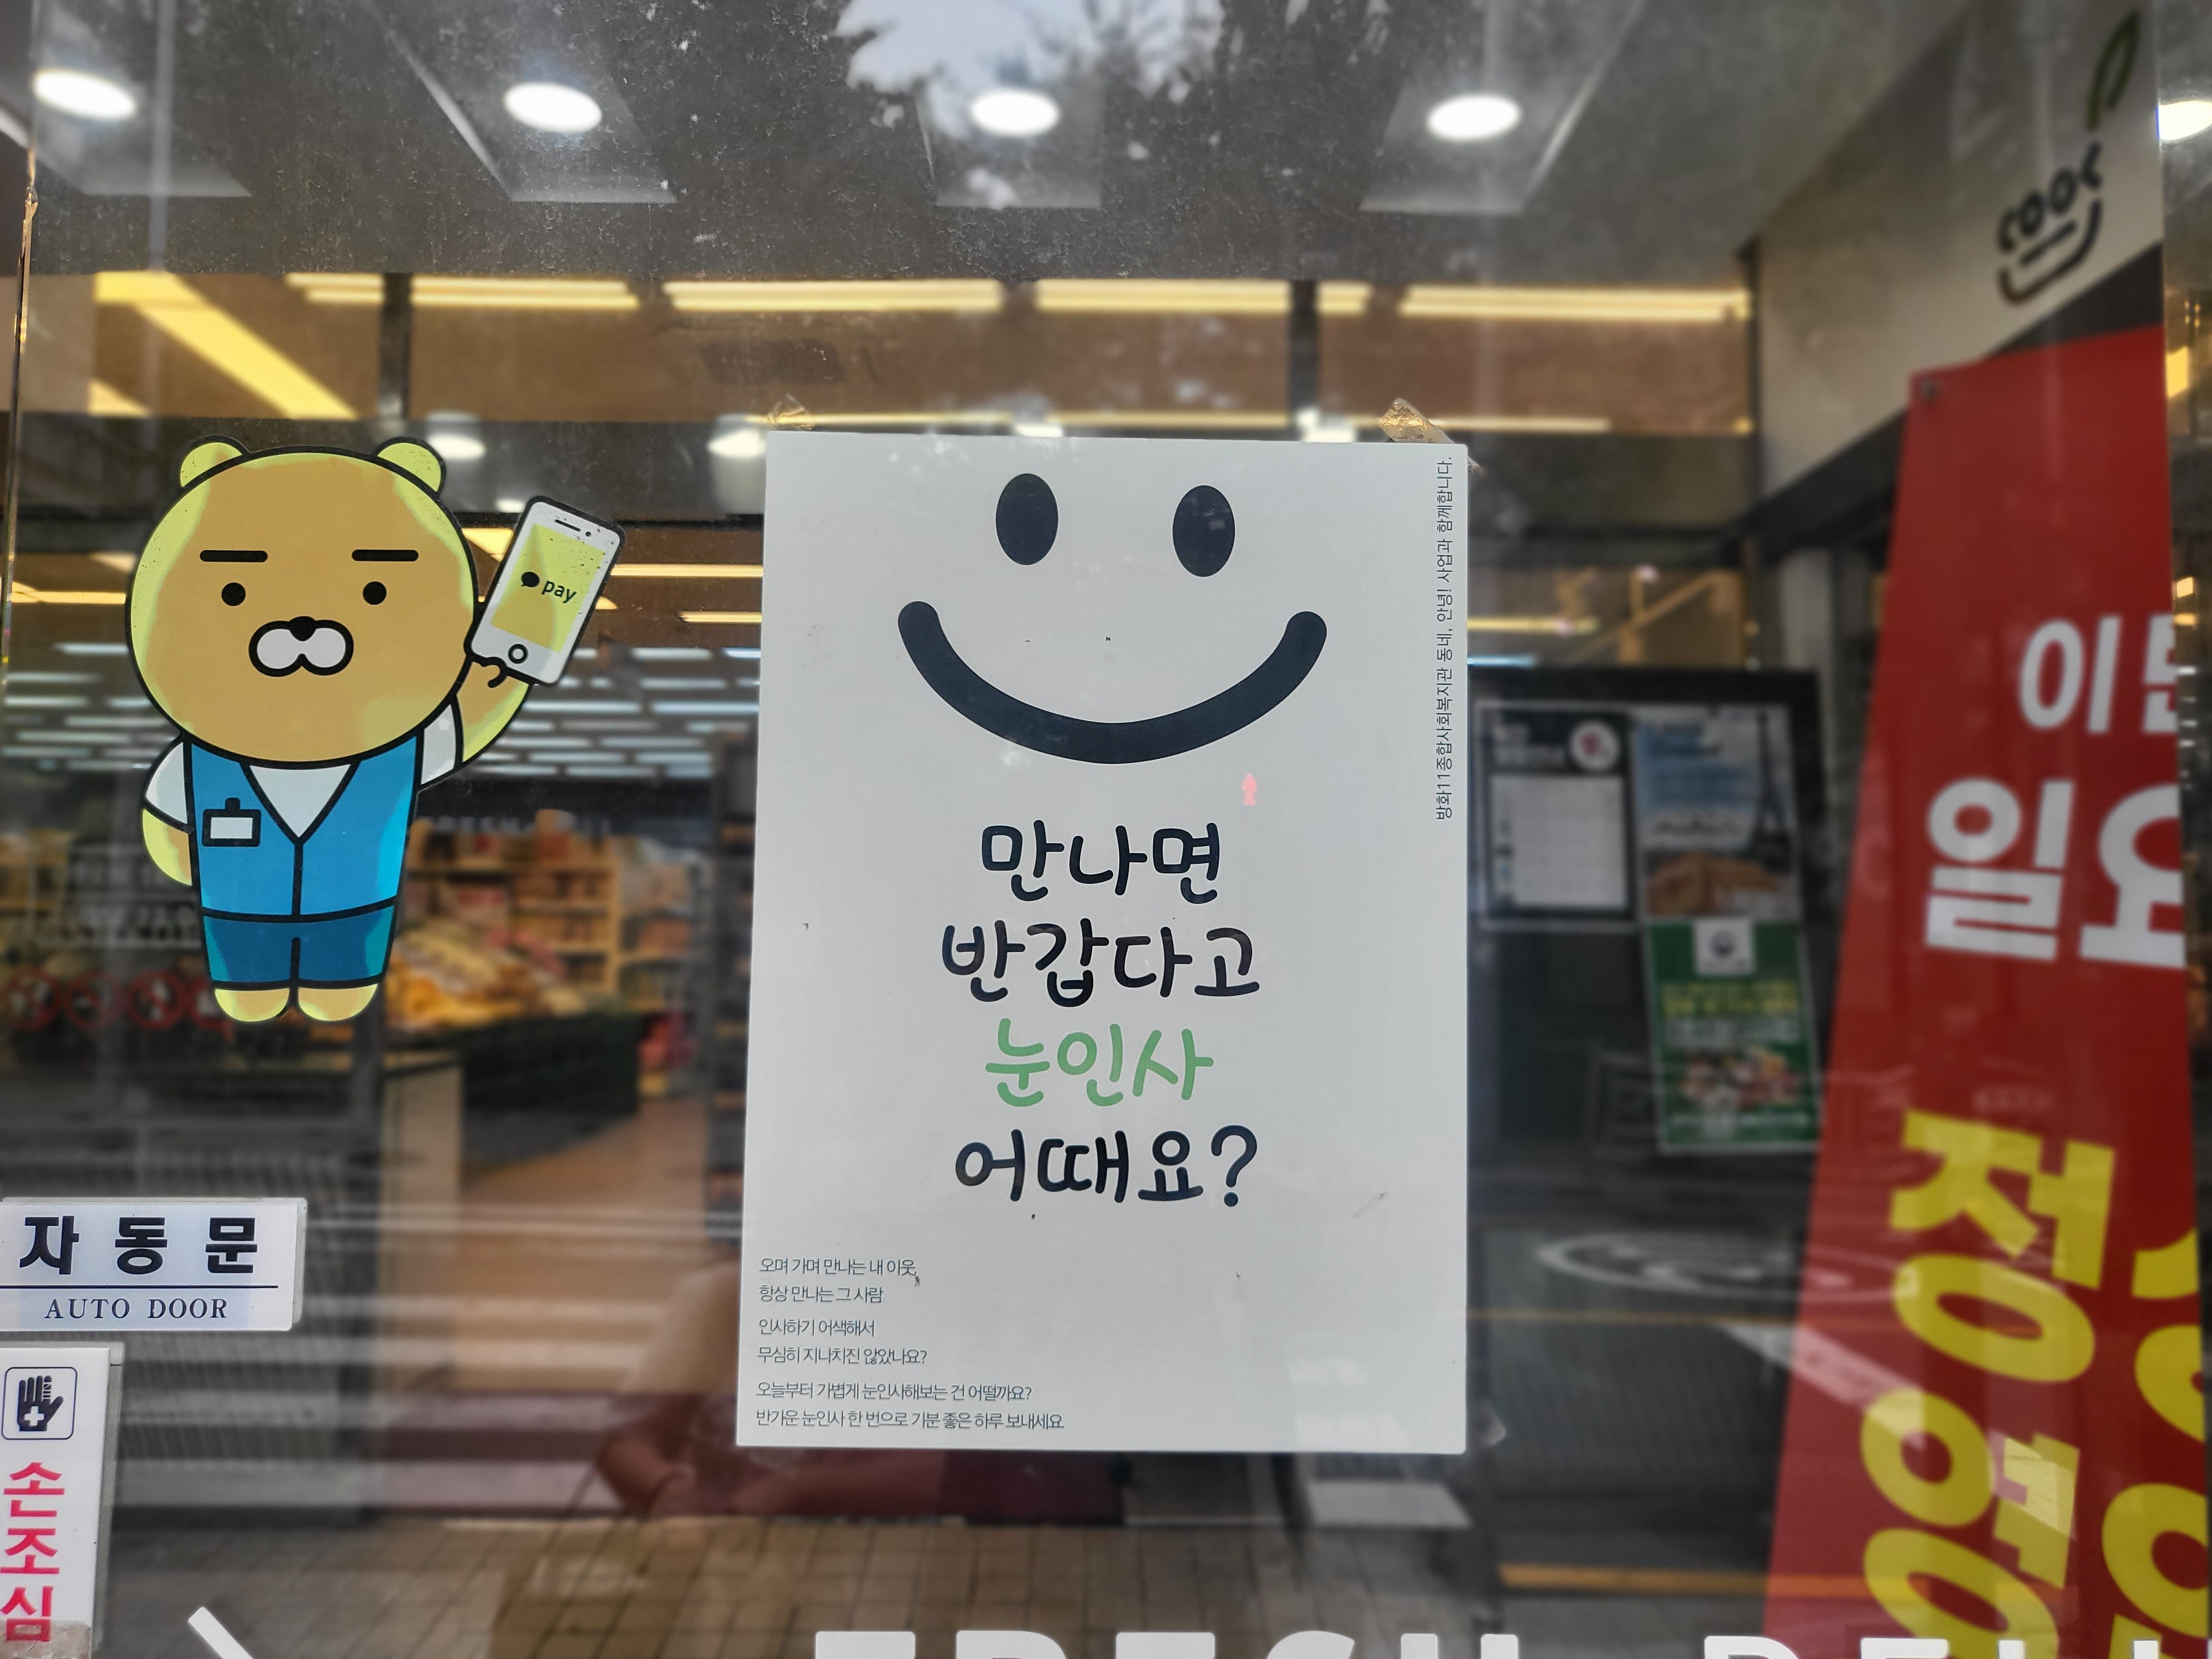 cook
pay
방화11종합사회복지관 동네, 안녕! 사업과 함께합니다.
만나면
반갑다고
눈인사
어때요?
오며 가며 만나는 내 이웃,
항상 만나는 그 사람
인사하기 어색해서
무심히 지나치진 않았나요?
오늘부터 가볍게 눈인사해보는 건 어떨까요?
반가운 눈인사 한 번으로 기분 좋은 하루 보내세요.
자동문
AUTO DOOR
손조심
이번
일요
정
영
FRESH DELI